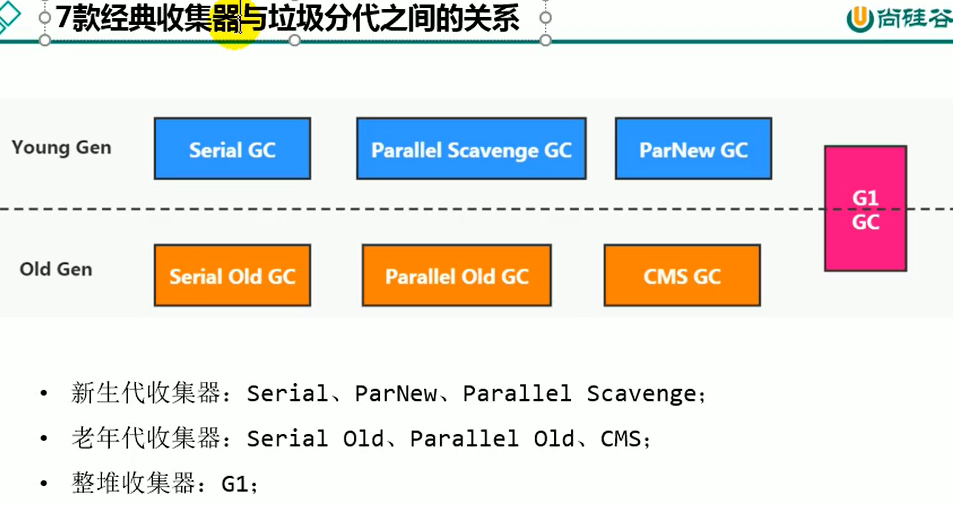 7款经典收集器与垃圾分代之间的关系
尚硅谷
Young Gen
Serial GC
Parallel Scavenge GC
ParNew GC
G1
GC
Old Gen
Serial Old GC
Parallel Old GC
CMS GC
• 新生代收集器：Serial、ParNew、Parallel Scavenge；
• 老年代收集器：Serial Old、Parallel Old、CMS；
• 整堆收集器：G1；